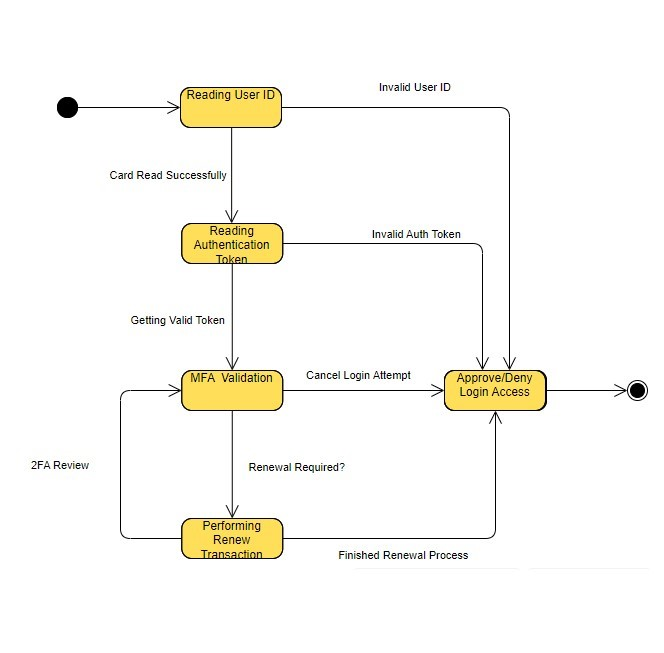 Invalid User ID
Reading User ID
Card Read Successfully
Reading
Authentication
Token
Invalid Auth Token
Getting Valid Token
MFA Validation
Cancel Login Attempt
Approve/Deny
Login Access
2FA Review
Renewal Required?
Performing
Renew
Transaction
Finished Renewal Process